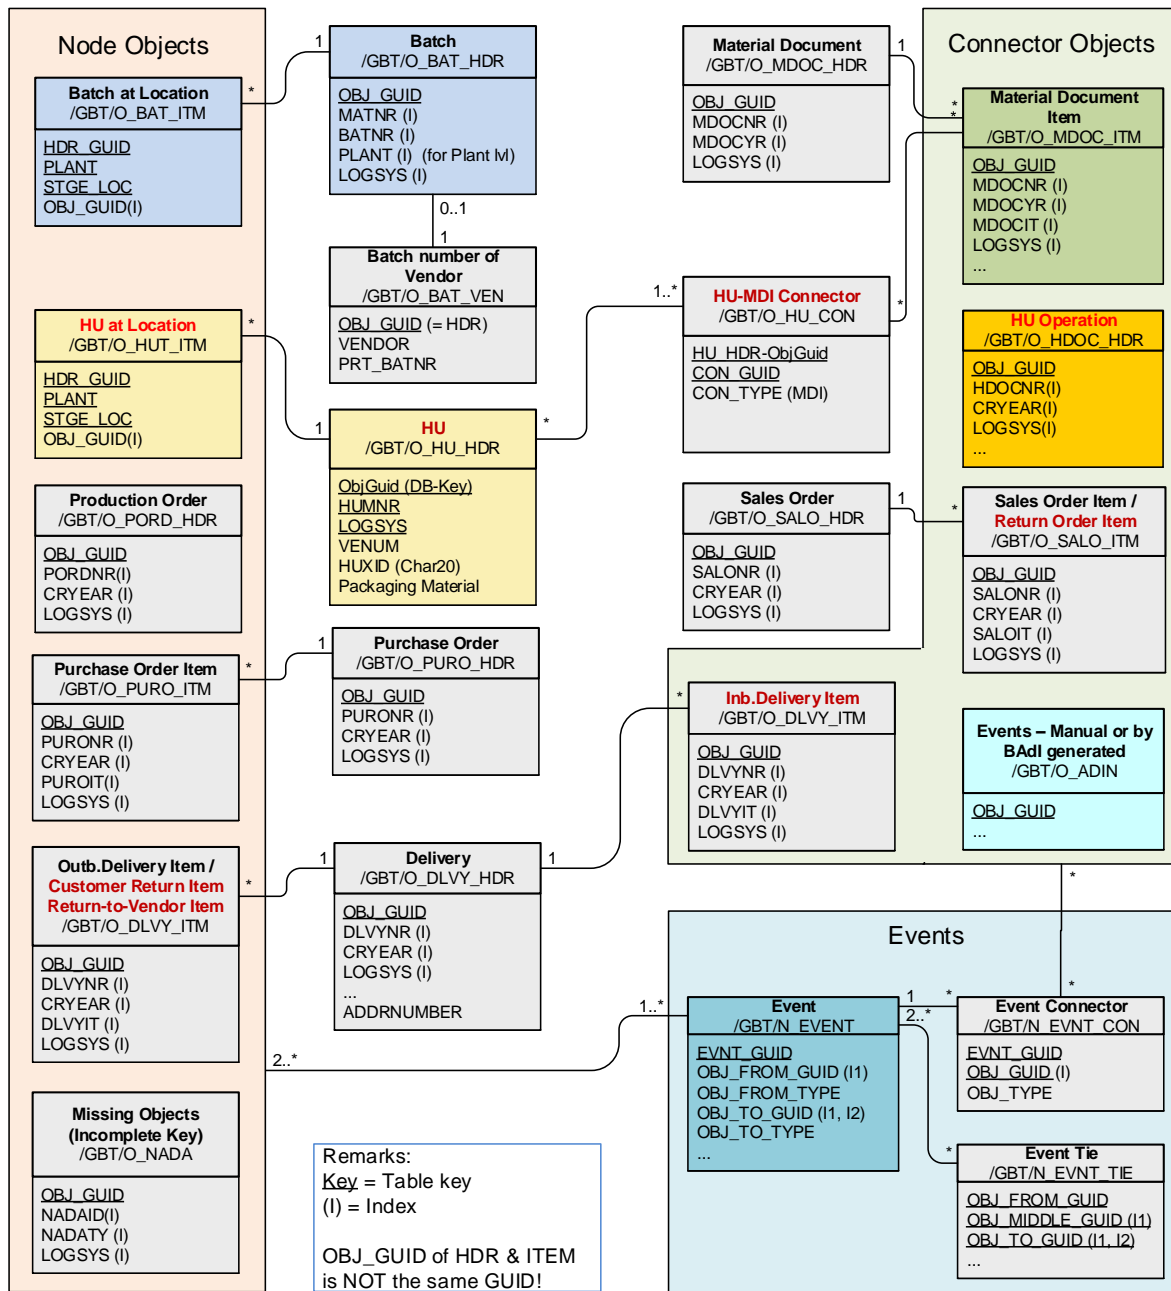 Node Objects
Batch at Location
/GBT/O_BAT_ITM
HDR_GUID
PLANT
STGE_LOC
OBJ_GUID(I)
*
1
Batch
/GBT/O_BAT_HDR
OBJ_GUID
MATNR (I)
BATNR (I)
PLANT (I)  (for Plant lvl)
LOGSYS (I)
0..1
1
Batch number of
Vendor
/GBT/O_BAT_VEN
OBJ_GUID (= HDR)
VENDOR
PRT_BATNR
HU at Location
/GBT/O_HUT_ITM
HDR_GUID
PLANT
STGE_LOC
OBJ_GUID(I)
*
1
HU
/GBT/O_HU_HDR
ObjGuid (DB-Key)
HUMNR
LOGSYS
VENUM
HUXID (Char20)
Packaging Material
*
1..*
Production Order
/GBT/O_PORD_HDR
OBJ_GUID
PORDNR(I)
CRYEAR (I)
LOGSYS (I)
Purchase Order Item
/GBT/O_PURO_ITM
OBJ_GUID
PURONR (I)
CRYEAR (I)
PUROIT(I)
LOGSYS (I)
*
1
Purchase Order
/GBT/O_PURO_HDR
OBJ_GUID
PURONR (I)
CRYEAR (I)
LOGSYS (I)
Outb.Delivery Item /
Customer Return Item
Return-to-Vendor Item
/GBT/O_DLVY_ITM
OBJ_GUID
DLVYNR (I)
CRYEAR (I)
DLVYIT (I)
LOGSYS (I)
*
1
Delivery
/GBT/O_DLVY_HDR
OBJ_GUID
DLVYNR (I)
CRYEAR (I)
LOGSYS (I)
...
ADDRNUMBER
1
*
Missing Objects
(Incomplete Key)
/GBT/O_NADA
OBJ_GUID
NADAID(I)
NADATY (I)
LOGSYS (I)
2..*
1..*
Remarks:
Key = Table key
(I) = Index
OBJ_GUID of HDR & ITEM
is NOT the same GUID!
Material Document
/GBT/O_MDOC_HDR
OBJ_GUID
MDOCNR (I)
MDOCYR (I)
LOGSYS (I)
1
*
*
HU-MDI Connector
/GBT/O_HU_CON
HU_HDR-ObjGuid
CON_GUID
CON_TYPE (MDI)
*
Sales Order
/GBT/O_SALO_HDR
OBJ_GUID
SALONR (I)
CRYEAR (I)
LOGSYS (I)
1
*
Connector Objects
Material Document
Item
/GBT/O_MDOC_ITM
OBJ_GUID
MDOCNR (I)
MDOCYR (I)
MDOCIT (I)
LOGSYS (I)
...
HU Operation
/GBT/O_HDOC_HDR
OBJ_GUID
HDOCNR(I)
CRYEAR(I)
LOGSYS(I)
...
Sales Order Item /
Return Order Item
/GBT/O_SALO_ITM
OBJ_GUID
SALONR (I)
CRYEAR (I)
SALOIT (I)
LOGSYS (I)
Inb.Delivery Item
/GBT/O_DLVY_ITM
OBJ_GUID
DLVYNR (I)
CRYEAR (I)
DLVYIT (I)
LOGSYS (I)
Events – Manual or by
BAdI generated
/GBT/O_ADIN
OBJ_GUID
...
*
*
Events
Event
/GBT/N_EVENT
EVNT_GUID
OBJ_FROM_GUID (I1)
OBJ_FROM_TYPE
OBJ_TO_GUID (I1, I2)
OBJ_TO_TYPE
...
1
*
2..*
*
Event Connector
/GBT/N_EVNT_CON
EVNT_GUID
OBJ_GUID (I)
OBJ_TYPE
Event Tie
/GBT/N_EVNT_TIE
OBJ_FROM_GUID
OBJ_MIDDLE_GUID (I1)
OBJ_TO_GUID (I1, I2)
...